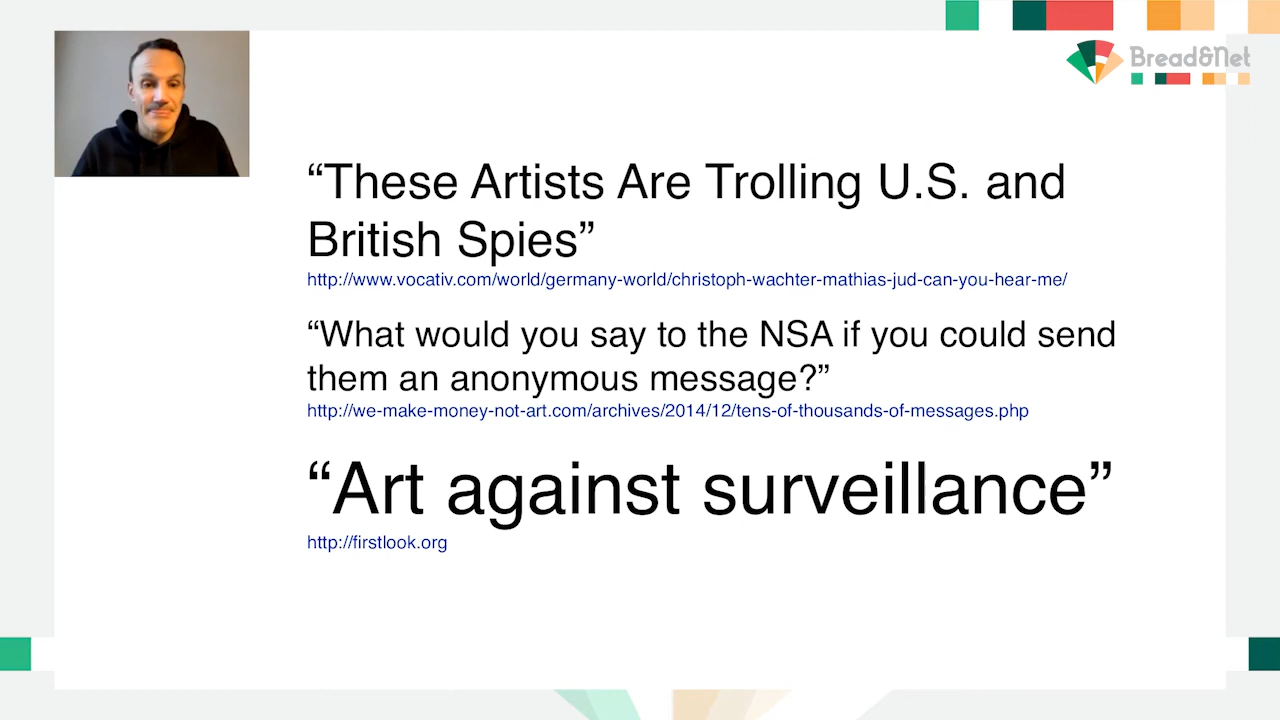 Bread&Net
“These Artists Are Trolling U.S. and
British Spies”
http://www.vocativ.com/world/germany-world/christoph-wachter-mathias-jud-can-you-hear-me/
“What would you say to the NSA if you could send
them an anonymous message?”
http://we-make-money-not-art.com/archives/2014/12/tens-of-thousands-of-messages.php
“Art against surveillance”
http://firstlook.org